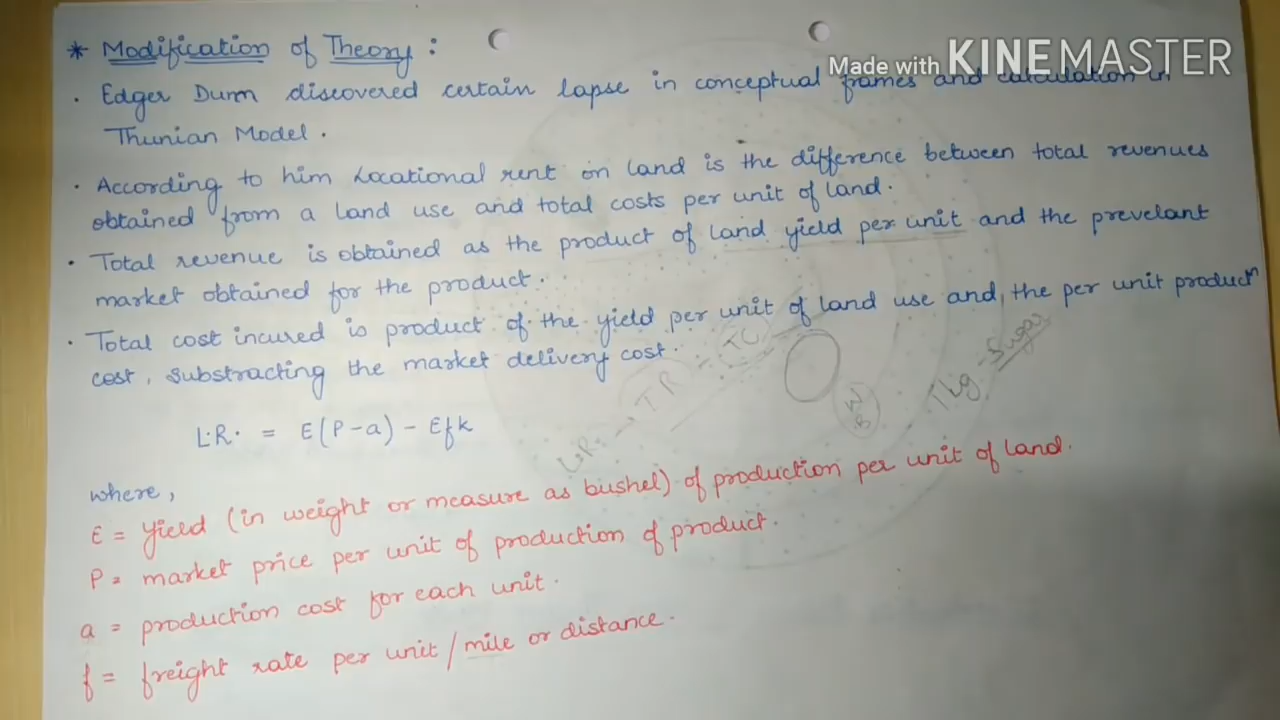 * Modification of Theory :
Made with KINEMASTER
. Edger Dunn discovered certain lapse in conceptual frames and calculation in
Thunian Model .
. According to him Locational rent on land is the difference between total revenues
obtained from a land use and total costs per unit of land.
. Total revenue is obtained as the product of land yield per unit and the prevelant
market obtained for the product .
. Total cost incured is product of the yield per unit of land use and, the per unit productn
cost, substracting the market delivery cost .
L.R. → TR - TC
W
B
1 kg - Sugar
L.R. = E(P-a) - Efk
where,
E = yield (in weight or measure as bushel) of production per unit of land.
P = market price per unit of production of product.
a = production cost for each unit .
f = freight rate per unit / mile or distance .